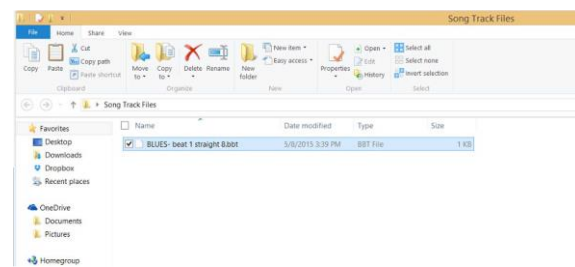 Song Track Files
File Home Share View
Copy Paste Cut Copy path Paste shortcut Move to Copy to Delete Rename New folder New item Easy access Properties Open Edit History Select all Select none Invert selection
Clipboard Organize New Open Select
Song Track Files
Favorites
Desktop
Downloads
Dropbox
Recent places
OneDrive
Documents
Pictures
Homegroup
Name Date modified Type Size
BLUES- beat 1 straight 8.bbt 5/8/2015 3:39 PM BBT File 1 KB